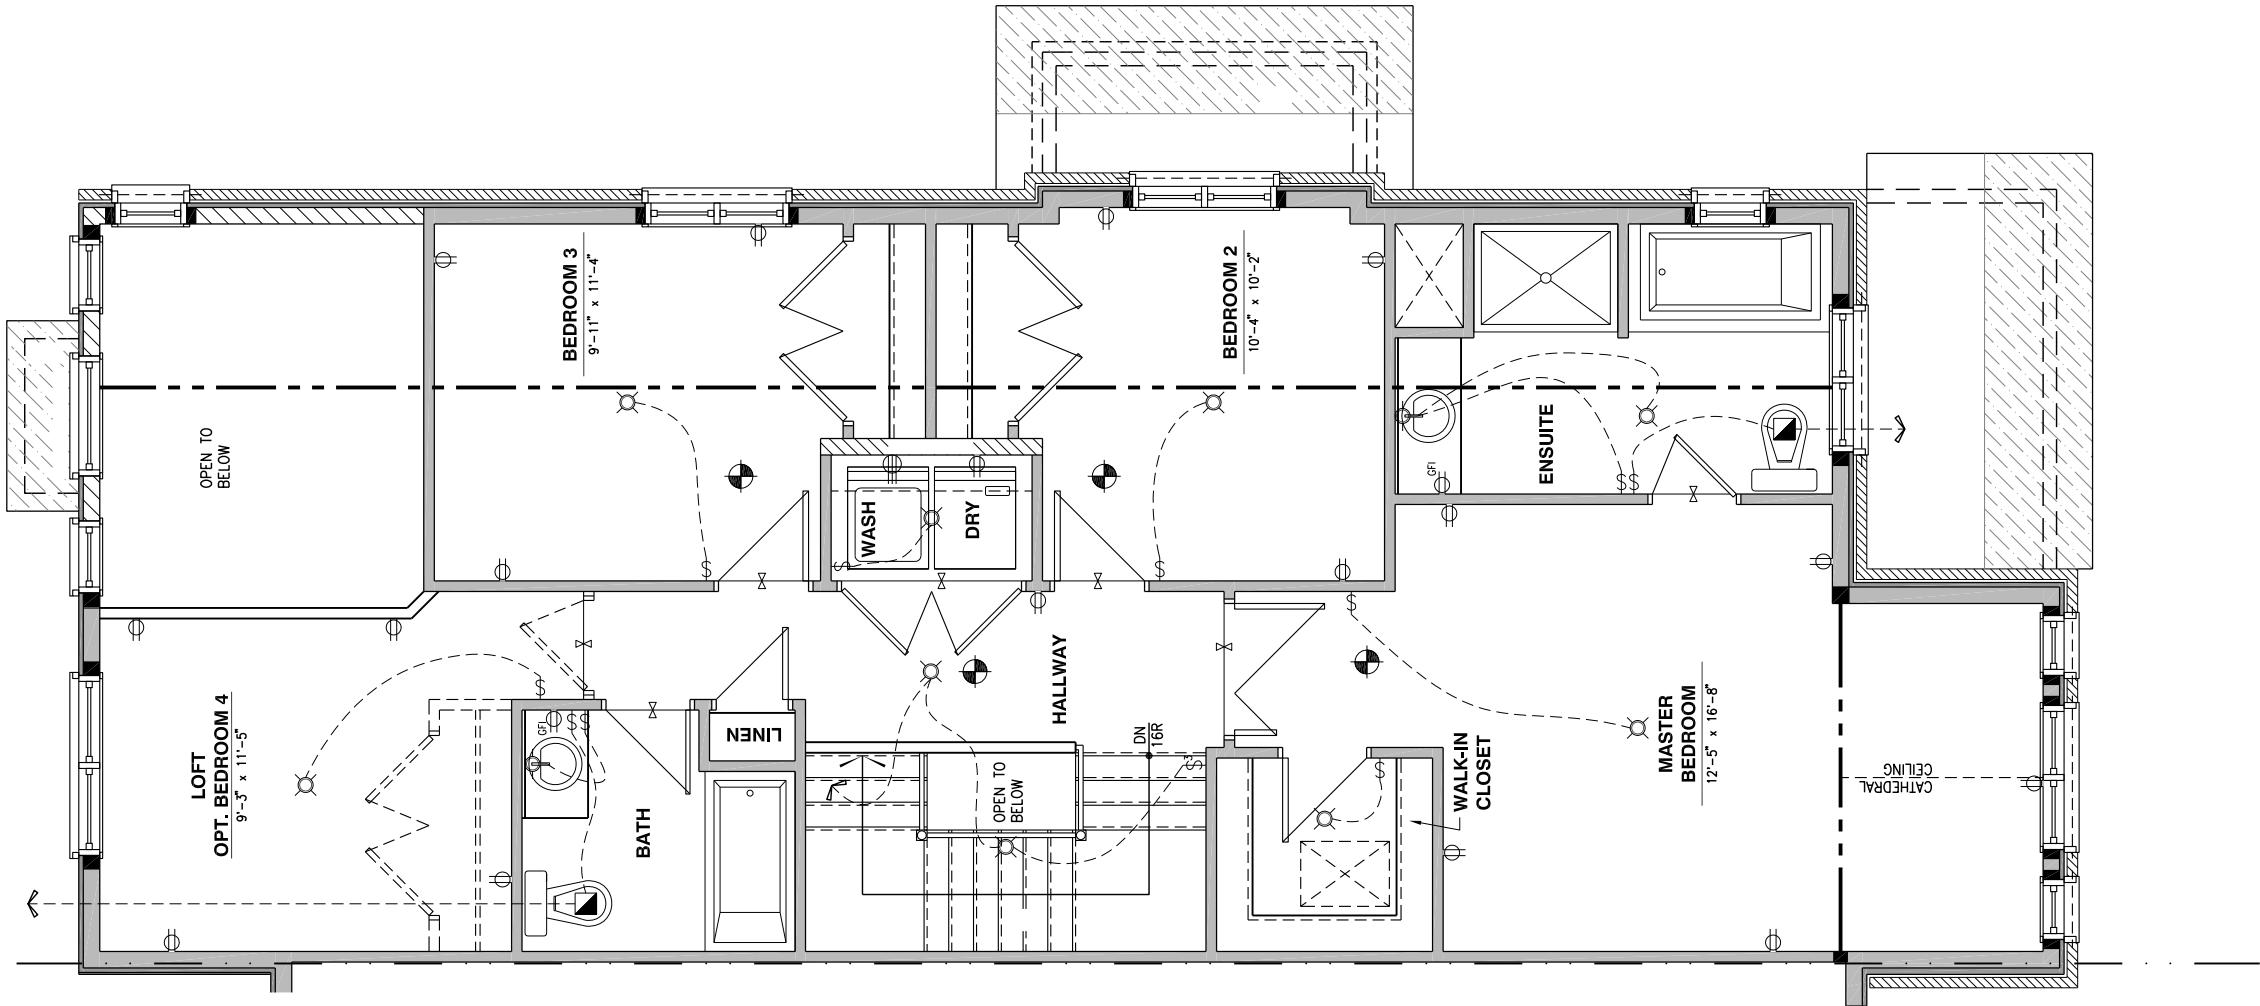 BEDROOM 3
9'-11" x 11'-4"
BEDROOM 2
10'-4" x 10'-2"
OPEN TO
BELOW
ENSUITE
GFI
WASH
DRY
S
S
S
S
S
HALLWAY
S
S
LOFT
OPT. BEDROOM 4
9'-3" x 11'-5"
GFI
S
S
LINEN
BATH
DN
16R
OPEN TO
BELOW
S3
S
WALK-IN
CLOSET
MASTER
BEDROOM
12'-5" x 16'-8"
CATHEDRAL
CEILING